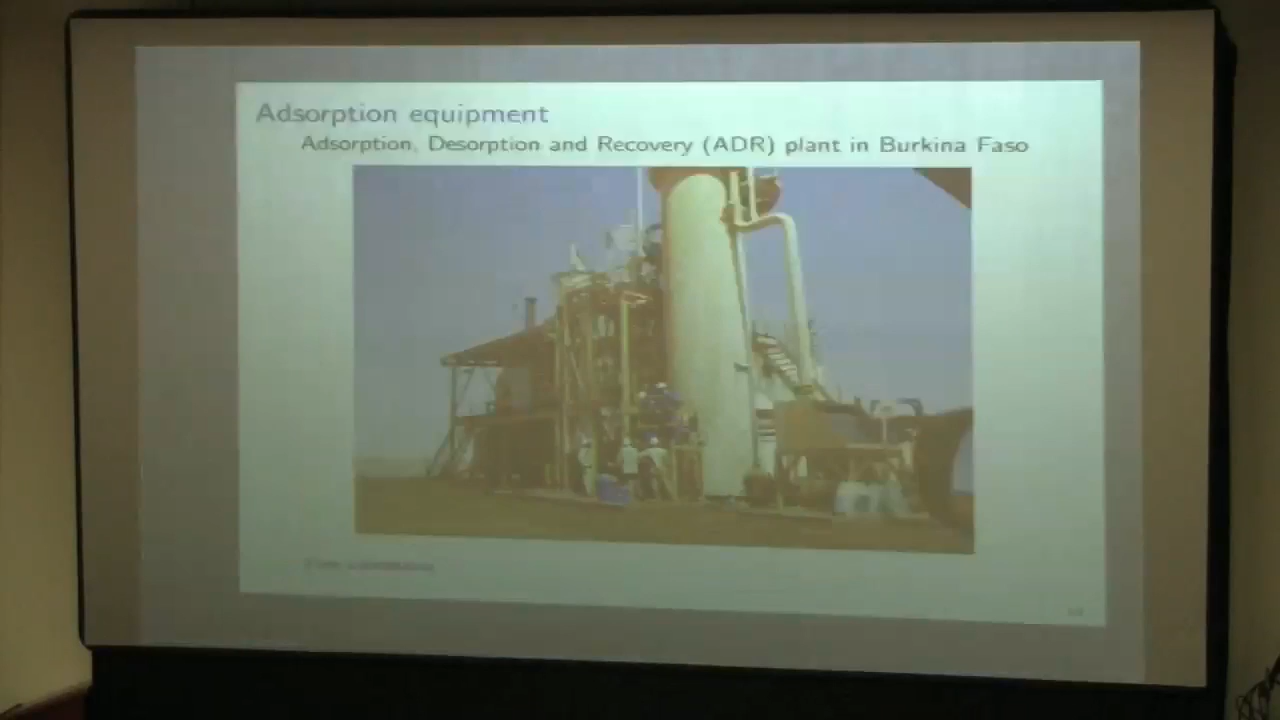 Adsorption equipment
Adsorption, Desorption and Recovery (ADR) plant in Burkina Faso